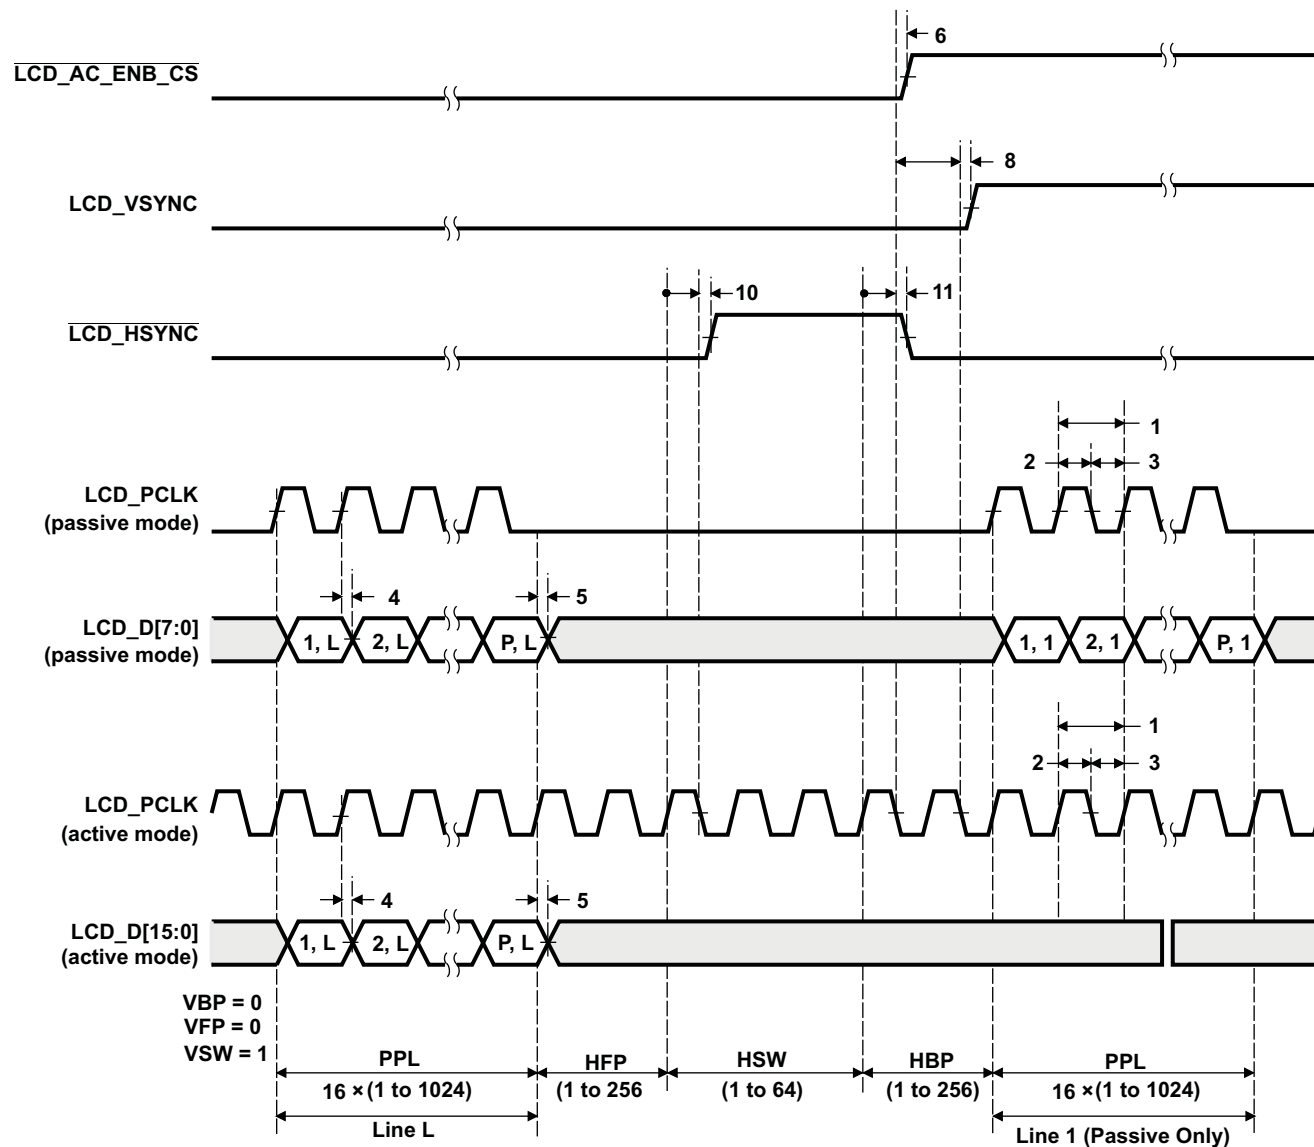 6
LCD_AC_ENB_CS
8
LCD_VSYNC
10
11
LCD_HSYNC
1
2
3
LCD_PCLK
(passive mode)
4
5
LCD_D[7:0]
(passive mode)
1, L
2, L
P, L
1, 1
2, 1
P, 1
1
2
3
LCD_PCLK
(active mode)
4
5
LCD_D[15:0]
(active mode)
1, L
2, L
P, L
VBP = 0
VFP = 0
VSW = 1
PPL
HFP
HSW
HBP
PPL
16 ×(1 to 1024)
(1 to 256
(1 to 64)
(1 to 256)
16 ×(1 to 1024)
Line L
Line 1 (Passive Only)